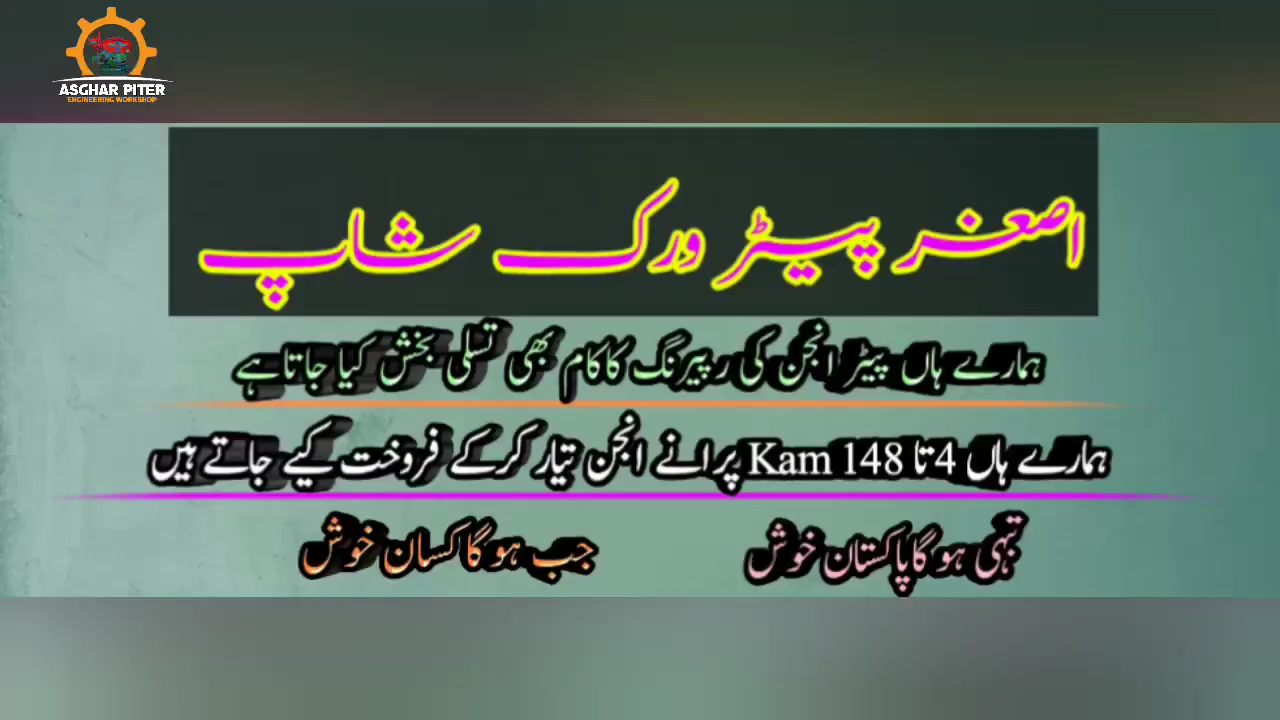 ASGHAR PITER
ENGINEERING WORKSHOP
اصغر پیٹر ورک شاپ
ہمارے ہاں پیٹر انجن کی رپیرنگ کا کام بھی تسلی بخش کیا جاتا ہے
ہمارے ہاں 4 تا 148 Kam پرانے انجن تیار کر کے فروخت کیے جاتے ہیں
تبہی ہو گا پاکستان خوش جب ہو گا کسان خوش